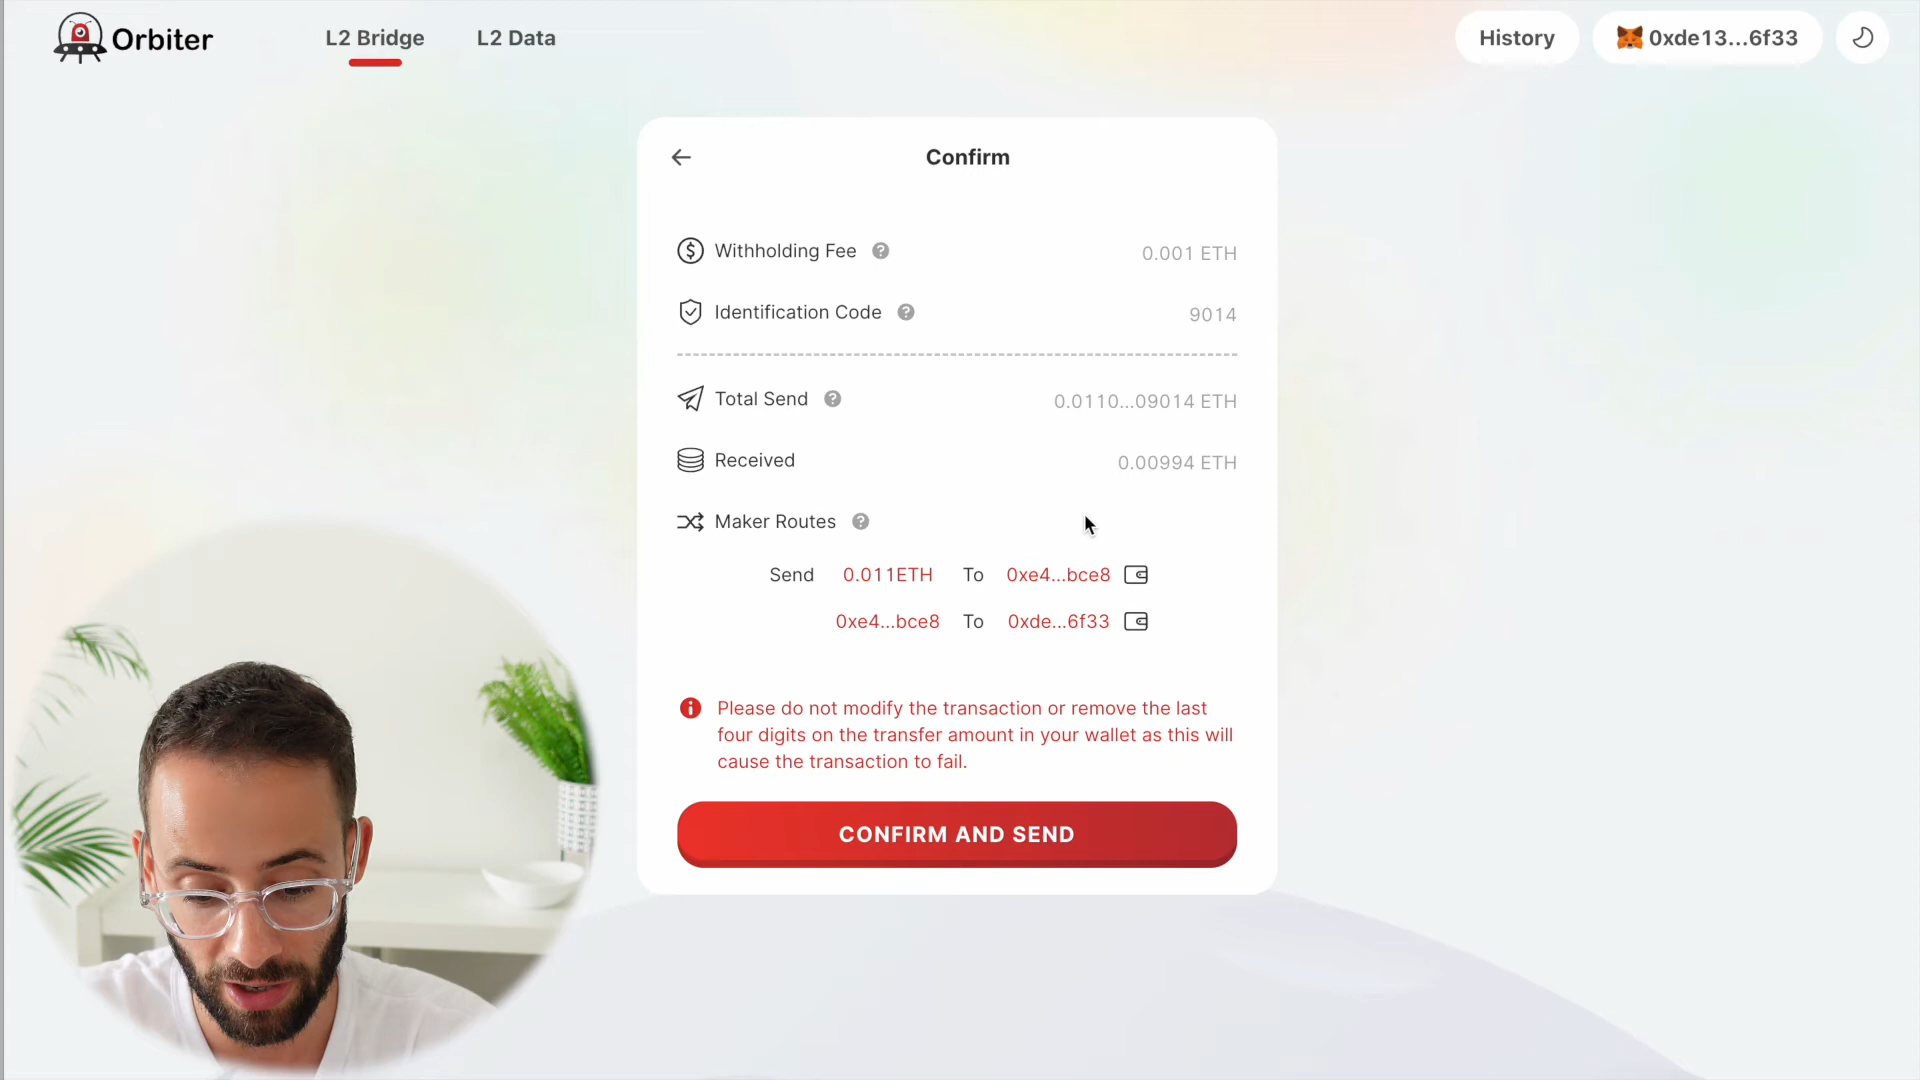 Orbiter
L2 Bridge
L2 Data
History
0xde13...6f33
Confirm
Withholding Fee ?
0.001 ETH
Identification Code ?
9014
Total Send ?
0.0110...09014 ETH
Received
0.00994 ETH
Maker Routes ?
Send 0.011ETH To 0xe4...bce8
0xe4...bce8 To 0xde...6f33
Please do not modify the transaction or remove the last
four digits on the transfer amount in your wallet as this will
cause the transaction to fail.
CONFIRM AND SEND